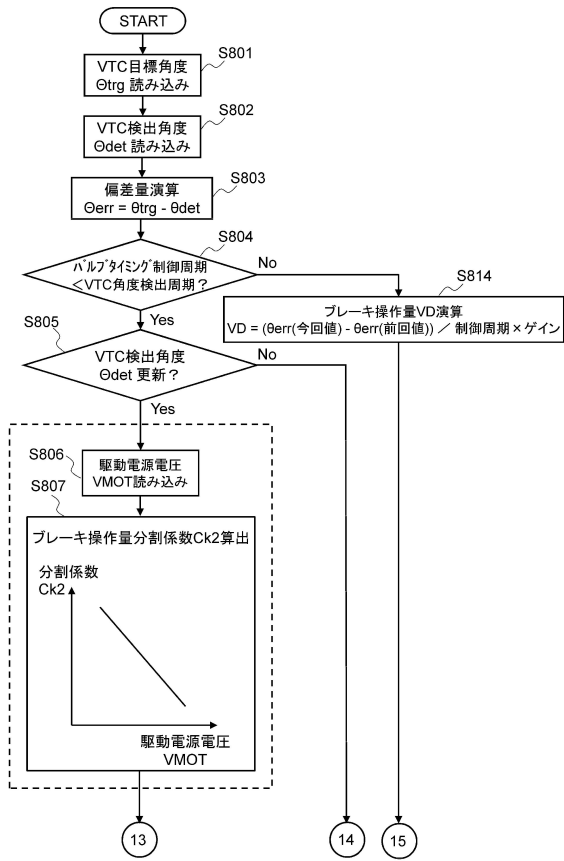 START
S801
VTC目標角度
Θtrg 読み込み
S802
VTC検出角度
Θdet 読み込み
S803
偏差量演算
Θerr = θtrg - θdet
S804
ﾊﾞﾙﾌﾞﾀｲﾐﾝｸﾞ制御周期
＜VTC角度検出周期？
No
Yes
S814
ブレーキ操作量VD演算
VD = (θerr(今回値) - θerr(前回値)) ／ 制御周期×ゲイン
S805
VTC検出角度
Θdet 更新？
No
Yes
S806
駆動電源電圧
VMOT読み込み
S807
ブレーキ操作量分割係数Ck2算出
分割係数
Ck2
駆動電源電圧
VMOT
13
14
15